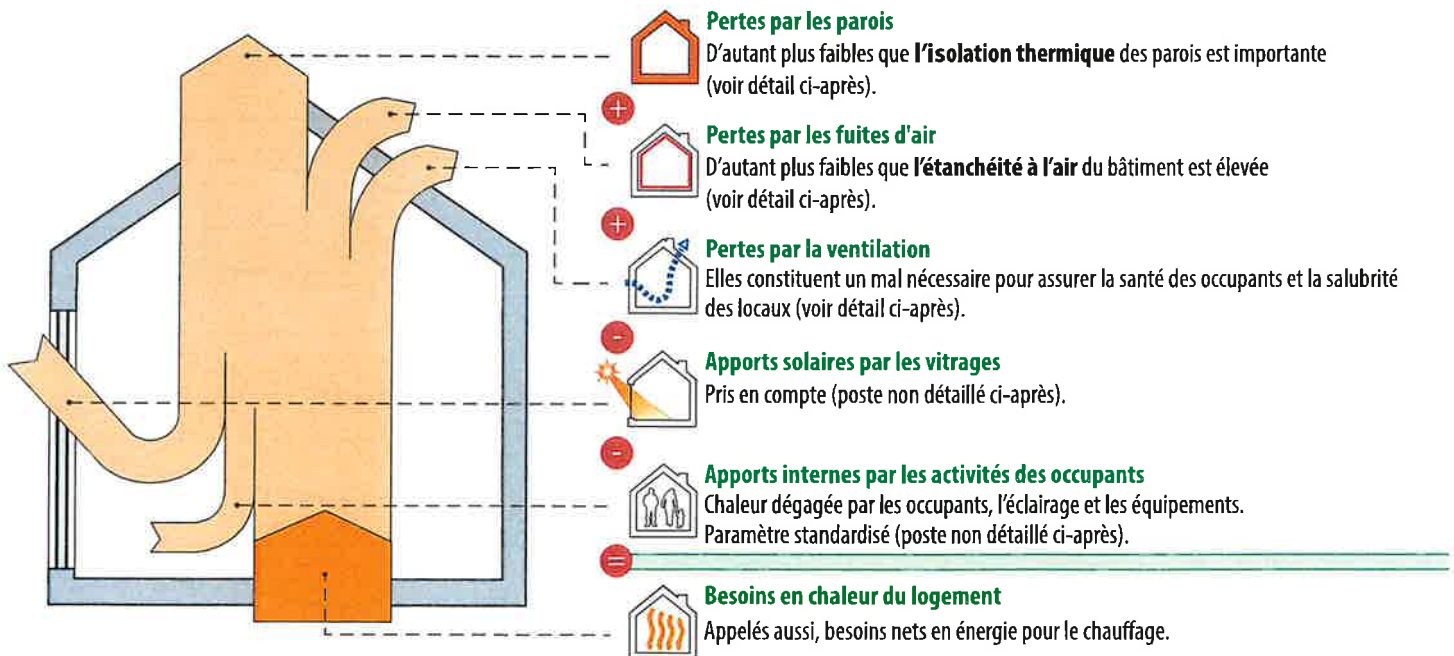 Pertes par les parois
D'autant plus faibles que l'isolation thermique des parois est importante
(voir détail ci-après).
+
Pertes par les fuites d'air
D'autant plus faibles que l'étanchéité à l'air du bâtiment est élevée
(voir détail ci-après).
+
Pertes par la ventilation
Elles constituent un mal nécessaire pour assurer la santé des occupants et la salubrité
des locaux (voir détail ci-après).
-
Apports solaires par les vitrages
Pris en compte (poste non détaillé ci-après).
-
Apports internes par les activités des occupants
Chaleur dégagée par les occupants, l'éclairage et les équipements.
Paramètre standardisé (poste non détaillé ci-après).
=
Besoins en chaleur du logement
Appelés aussi, besoins nets en énergie pour le chauffage.